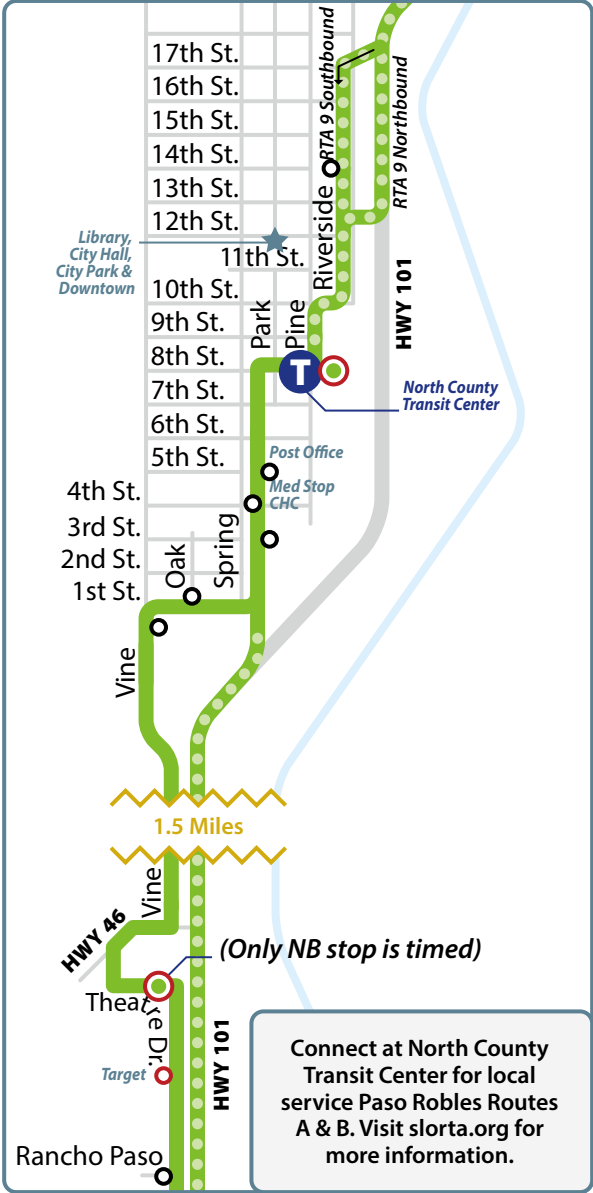 17th St.
16th St.
15th St.
14th St.
13th St.
12th St.
11th St.
10th St.
9th St.
8th St.
7th St.
6th St.
5th St.
4th St.
3rd St.
2nd St.
1st St.
RTA 9 Southbound
RTA 9 Northbound
Riverside
HWY 101
Library,
City Hall,
City Park &
Downtown
Park
Pine
T
North County
Transit Center
Post Office
Med Stop
CHC
Spring
Oak
Vine
1.5 Miles
Vine
HWY 46
(Only NB stop is timed)
Theatre Dr.
HWY 101
Target
Rancho Paso
Connect at North County
Transit Center for local
service Paso Robles Routes
A & B. Visit slorta.org for
more information.